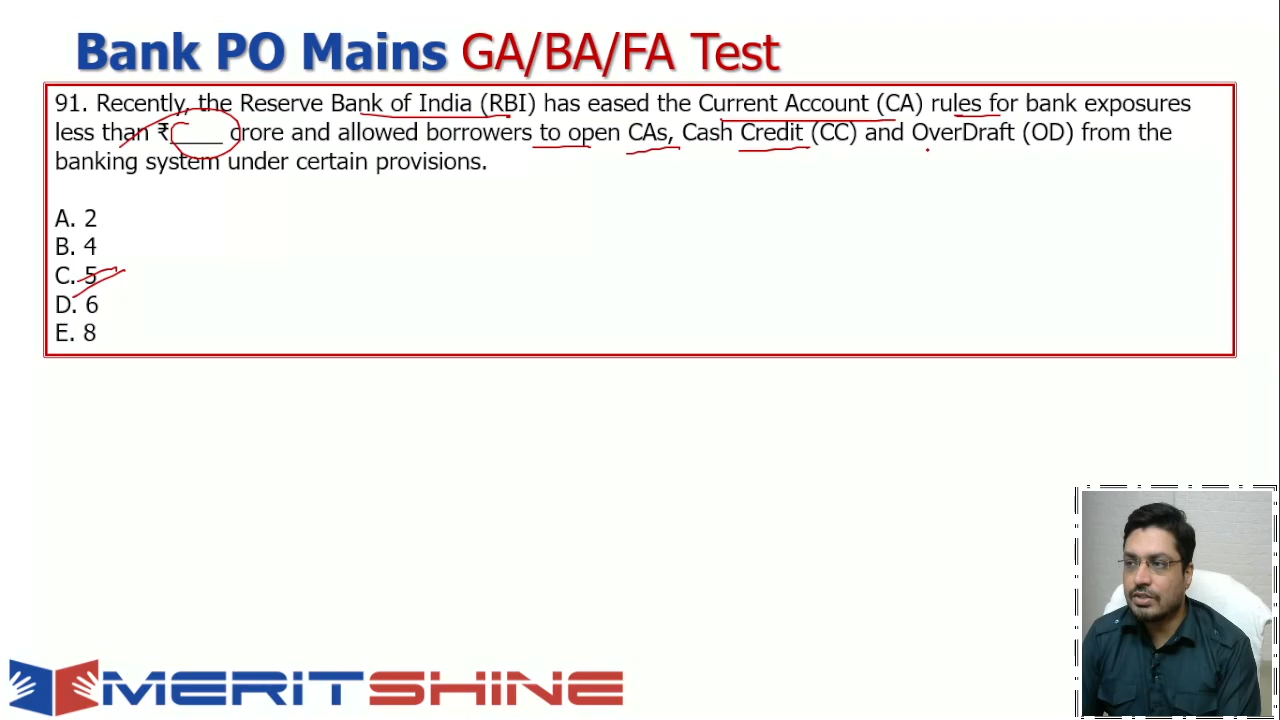 Bank PO Mains GA/BA/FA Test
91. Recently, the Reserve Bank of India (RBI) has eased the Current Account (CA) rules for bank exposures
less than ₹____ crore and allowed borrowers to open CAs, Cash Credit (CC) and OverDraft (OD) from the
banking system under certain provisions.
A. 2
B. 4
C. 5
D. 6
E. 8
MERITSHINE